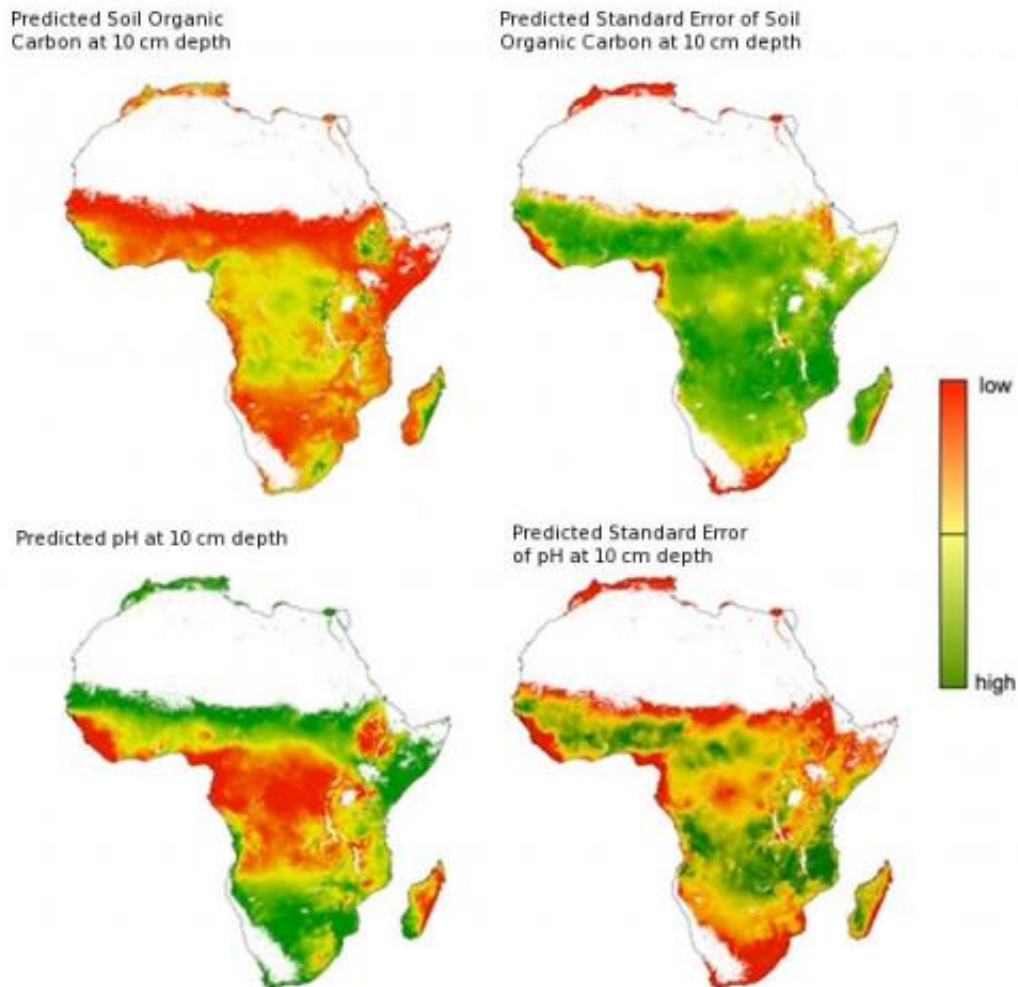 Predicted Soil Organic
Carbon at 10 cm depth
Predicted Standard Error of Soil
Organic Carbon at 10 cm depth
low
high
Predicted pH at 10 cm depth
Predicted Standard Error
of pH at 10 cm depth